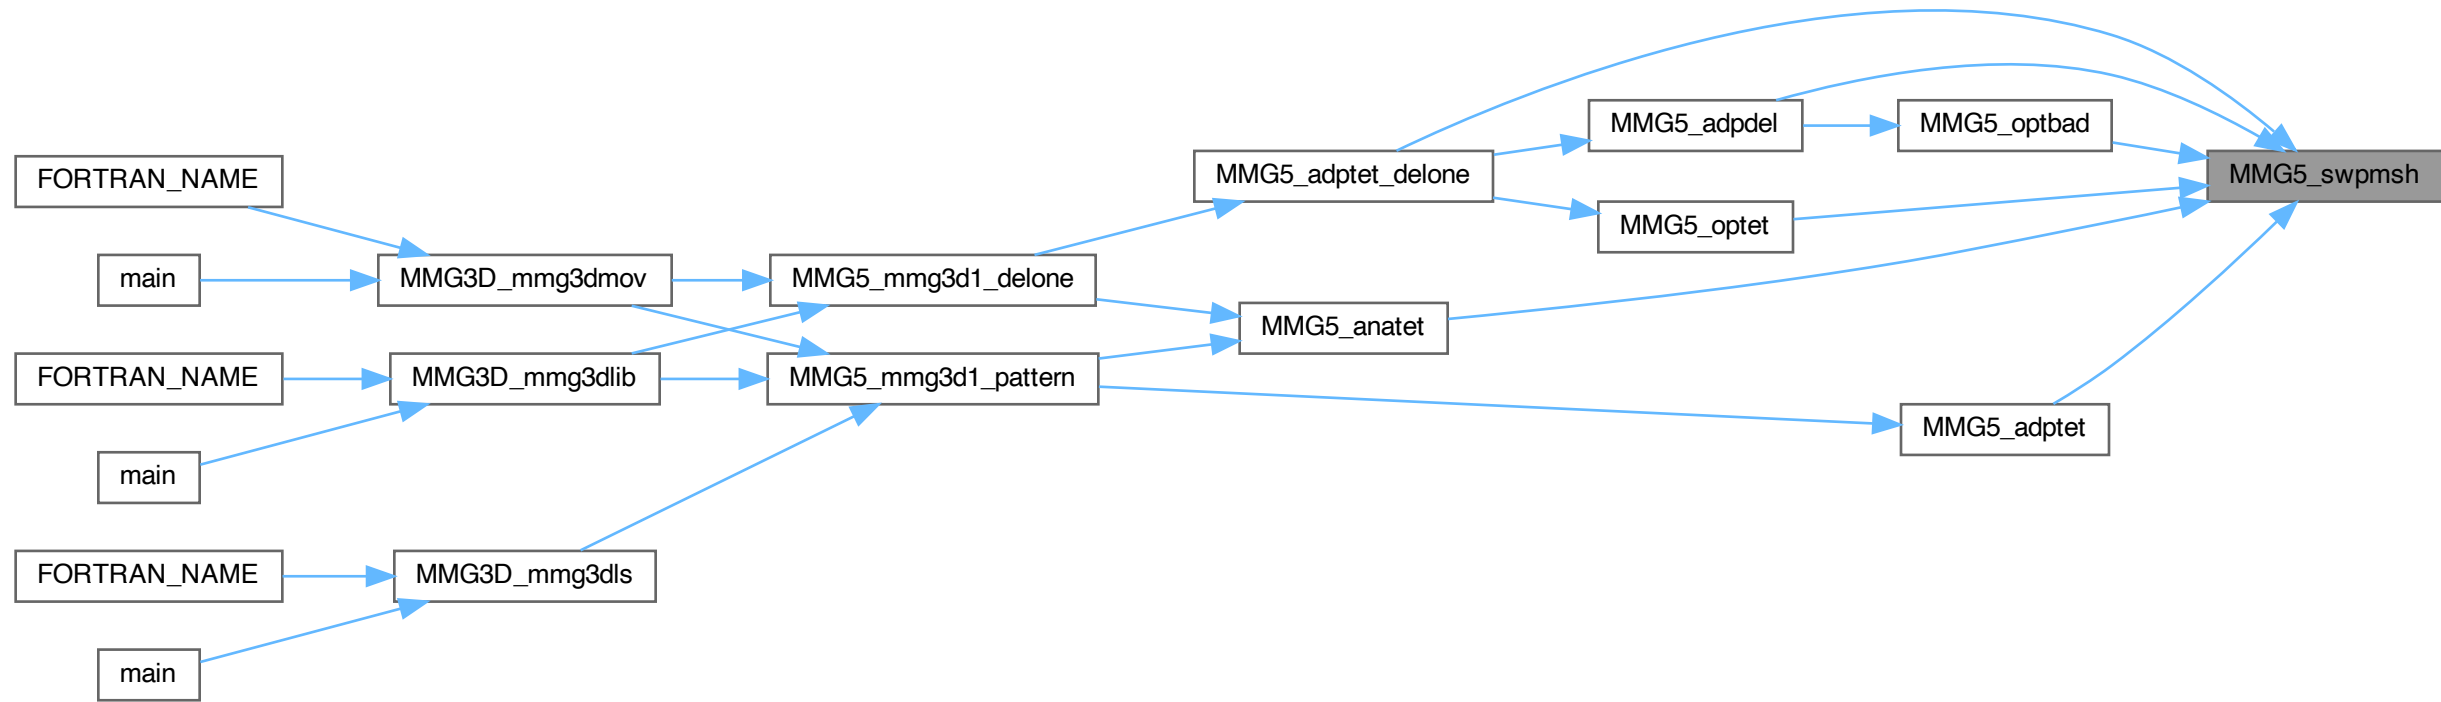 MMG5_adpdel
MMG5_optbad
FORTRAN_NAME
MMG5_adptet_delone
MMG5_swpmsh
MMG5_optet
main
MMG3D_mmg3dmov
MMG5_mmg3d1_delone
MMG5_anatet
FORTRAN_NAME
MMG3D_mmg3dlib
MMG5_mmg3d1_pattern
MMG5_adptet
main
FORTRAN_NAME
MMG3D_mmg3dls
main